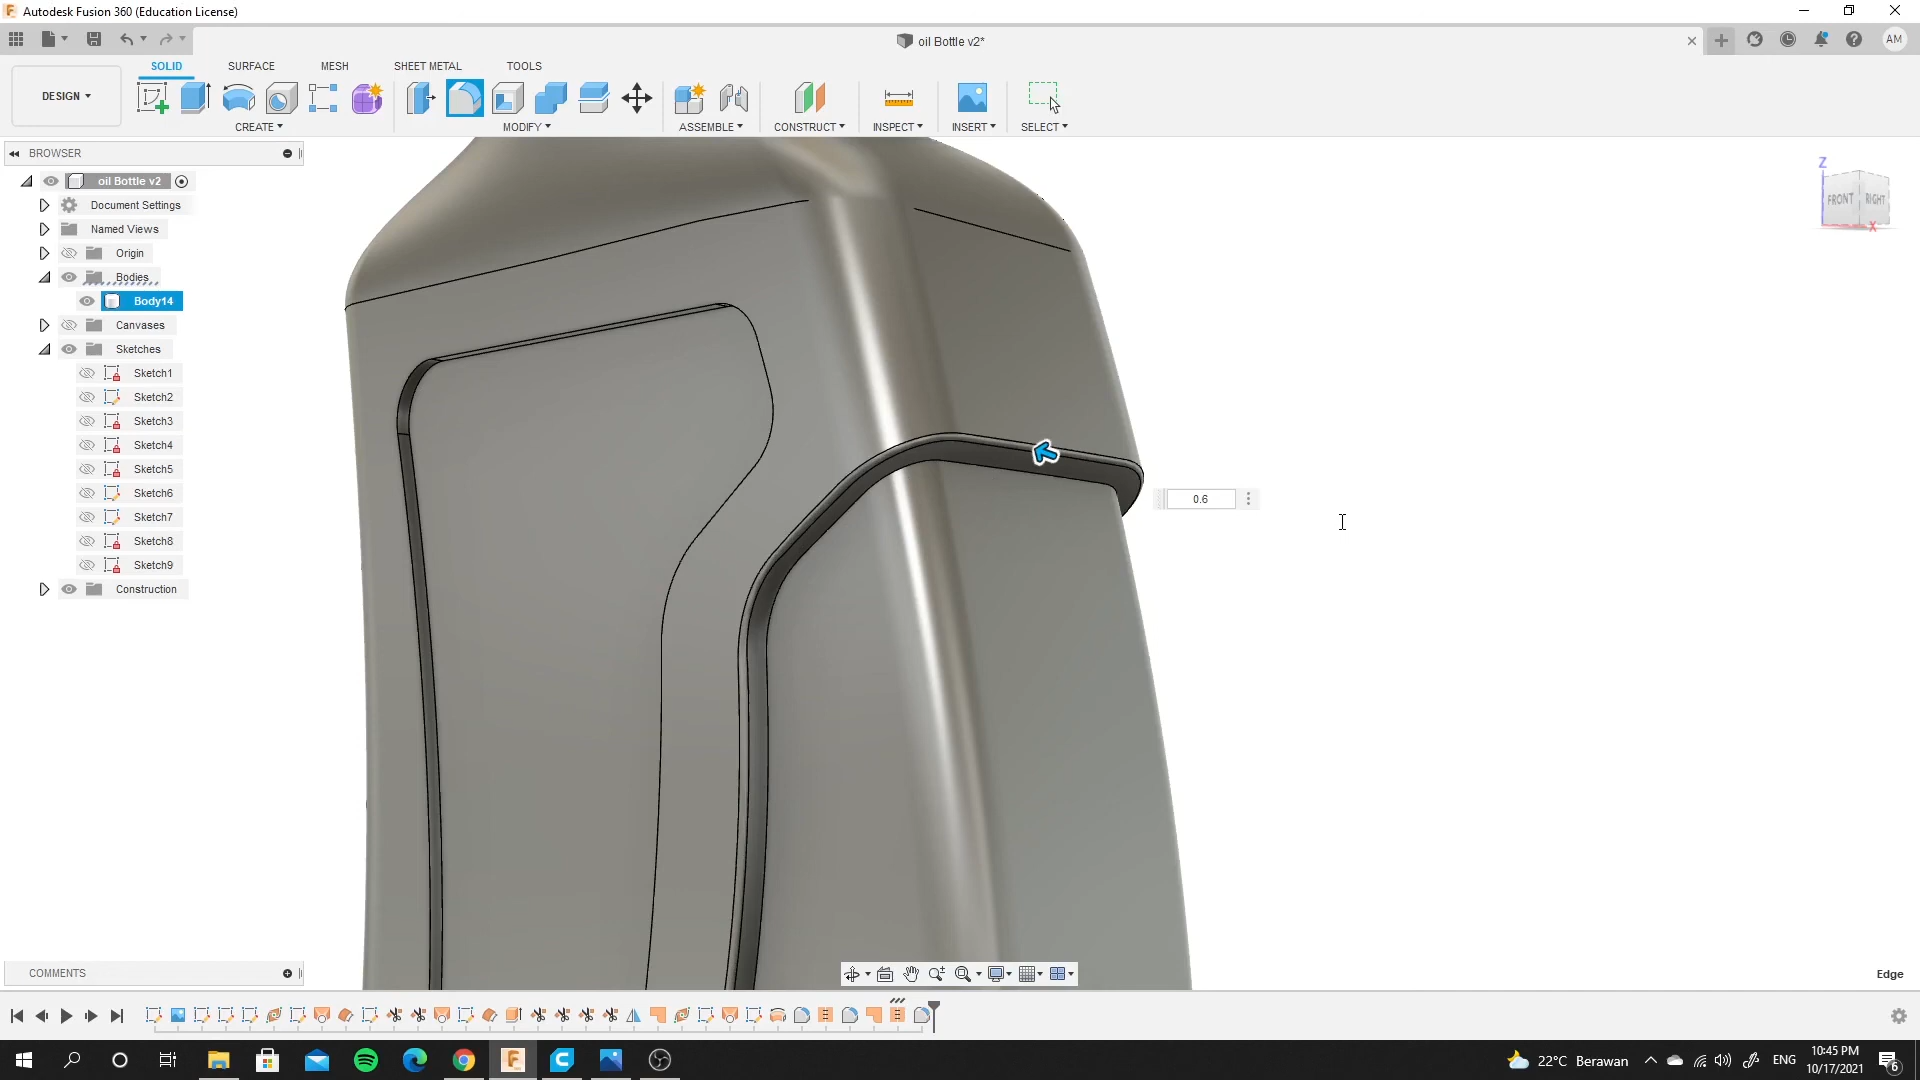 Autodesk Fusion 360 (Education License)
oil Bottle v2*
AM
DESIGN
SOLID
SURFACE
MESH
SHEET METAL
TOOLS
CREATE
MODIFY
ASSEMBLE
CONSTRUCT
INSPECT
INSERT
SELECT
BROWSER
oil Bottle v2
Document Settings
Named Views
Origin
Bodies
Body14
Canvases
Sketches
Sketch1
Sketch2
Sketch3
Sketch4
Sketch5
Sketch6
Sketch7
Sketch8
Sketch9
Construction
Z
FRONT
RIGHT
X
0.6
COMMENTS
Edge
22°C Berawan
ENG
10:45 PM
10/17/2021
6